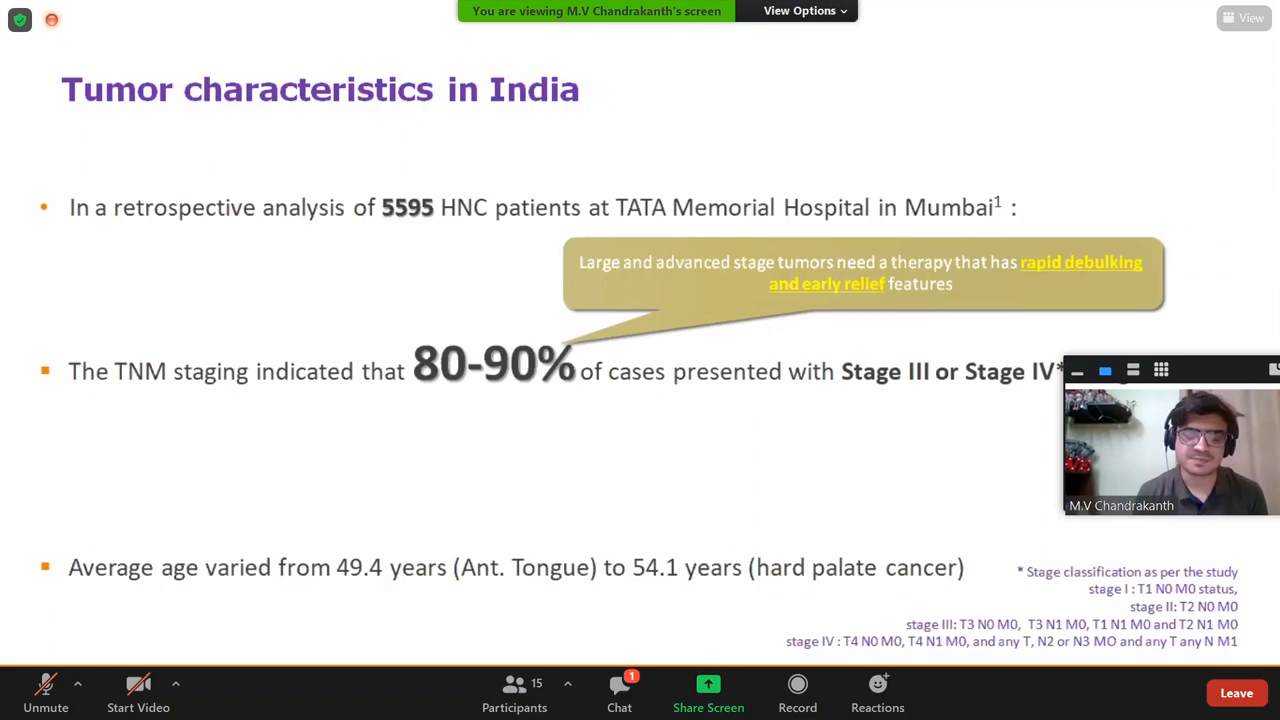 You are viewing M.V Chandrakanth's screen
View Options
View
Tumor characteristics in India
• In a retrospective analysis of 5595 HNC patients at TATA Memorial Hospital in Mumbai1 :
Large and advanced stage tumors need a therapy that has rapid debulking
and early relief features
▪ The TNM staging indicated that 80-90% of cases presented with Stage III or Stage IV*
M.V Chandrakanth
▪ Average age varied from 49.4 years (Ant. Tongue) to 54.1 years (hard palate cancer)
* Stage classification as per the study
stage I : T1 N0 M0 status,
stage II: T2 N0 M0
stage III: T3 N0 M0, T3 N1 M0, T1 N1 M0 and T2 N1 M0
stage IV : T4 N0 M0, T4 N1 M0, and any T, N2 or N3 MO and any T any N M1
Unmute
Start Video
15
Participants
1
Chat
Share Screen
Record
Reactions
Leave